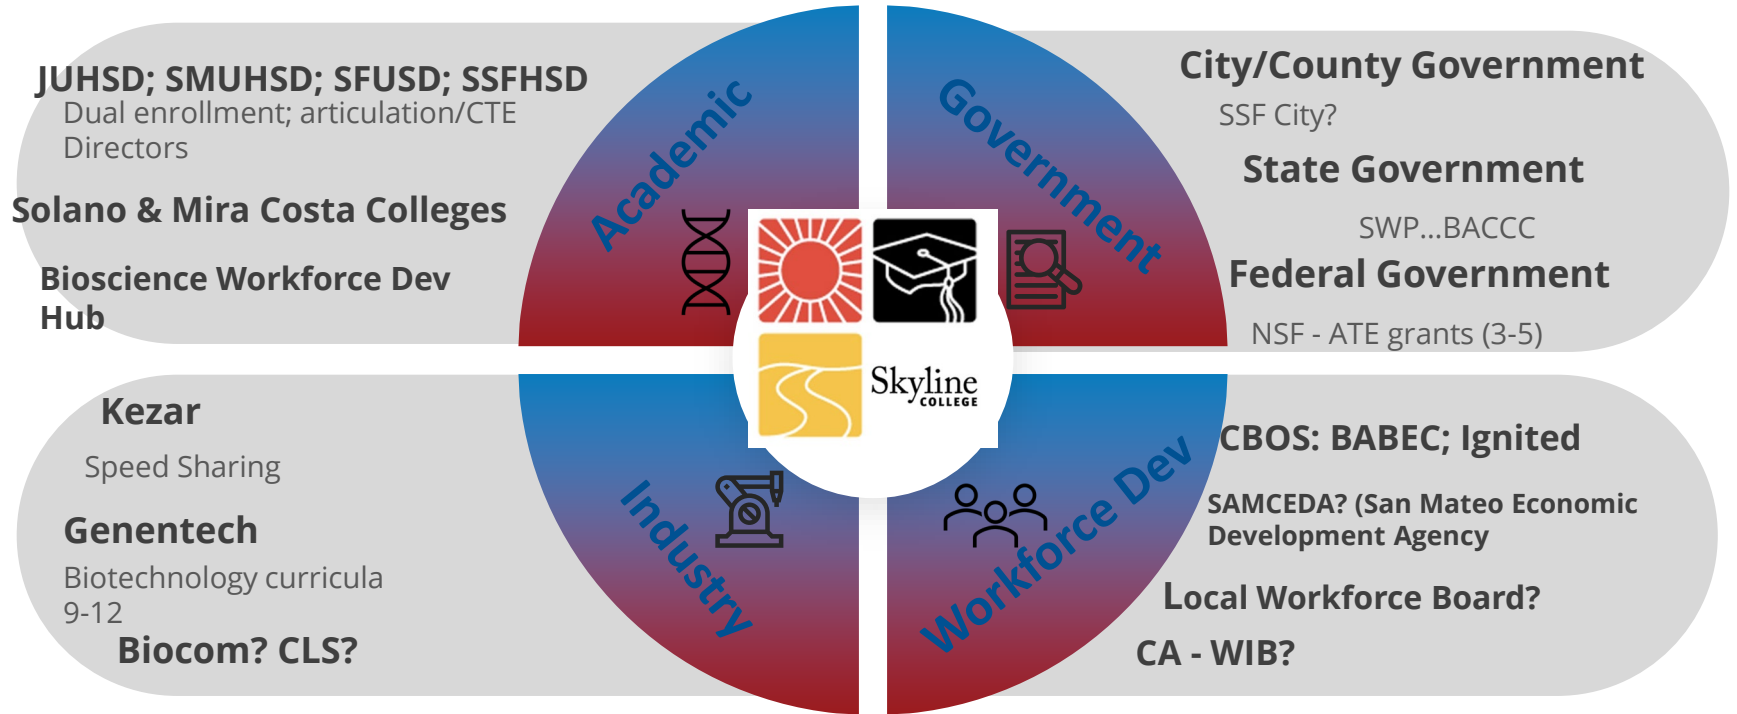 JUHSD; SMUHSD; SFUSD; SSFHSD
Dual enrollment; articulation/CTE
Directors
Solano & Mira Costa Colleges
Bioscience Workforce Dev
Hub
Academic
Government
City/County Government
SSF City?
State Government
SWP...BACCC
Federal Government
NSF - ATE grants (3-5)
Skyline
COLLEGE
Kezar
Speed Sharing
Genentech
Biotechnology curricula
9-12
Biocom? CLS?
Industry
Workforce Dev
CBOS: BABEC; Ignited
SAMCEDA? (San Mateo Economic
Development Agency
Local Workforce Board?
CA - WIB?